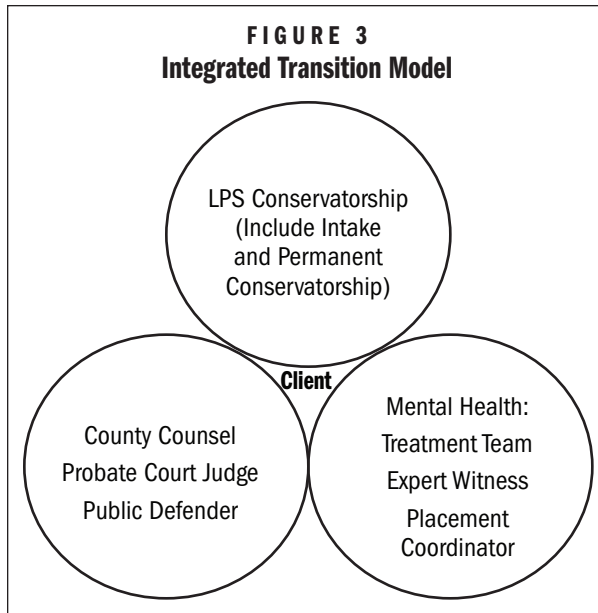 FIGURE 3
Integrated Transition Model
LPS Conservatorship
(Include Intake
and Permanent
Conservatorship)
Client
County Counsel
Probate Court Judge
Public Defender
Mental Health:
Treatment Team
Expert Witness
Placement
Coordinator